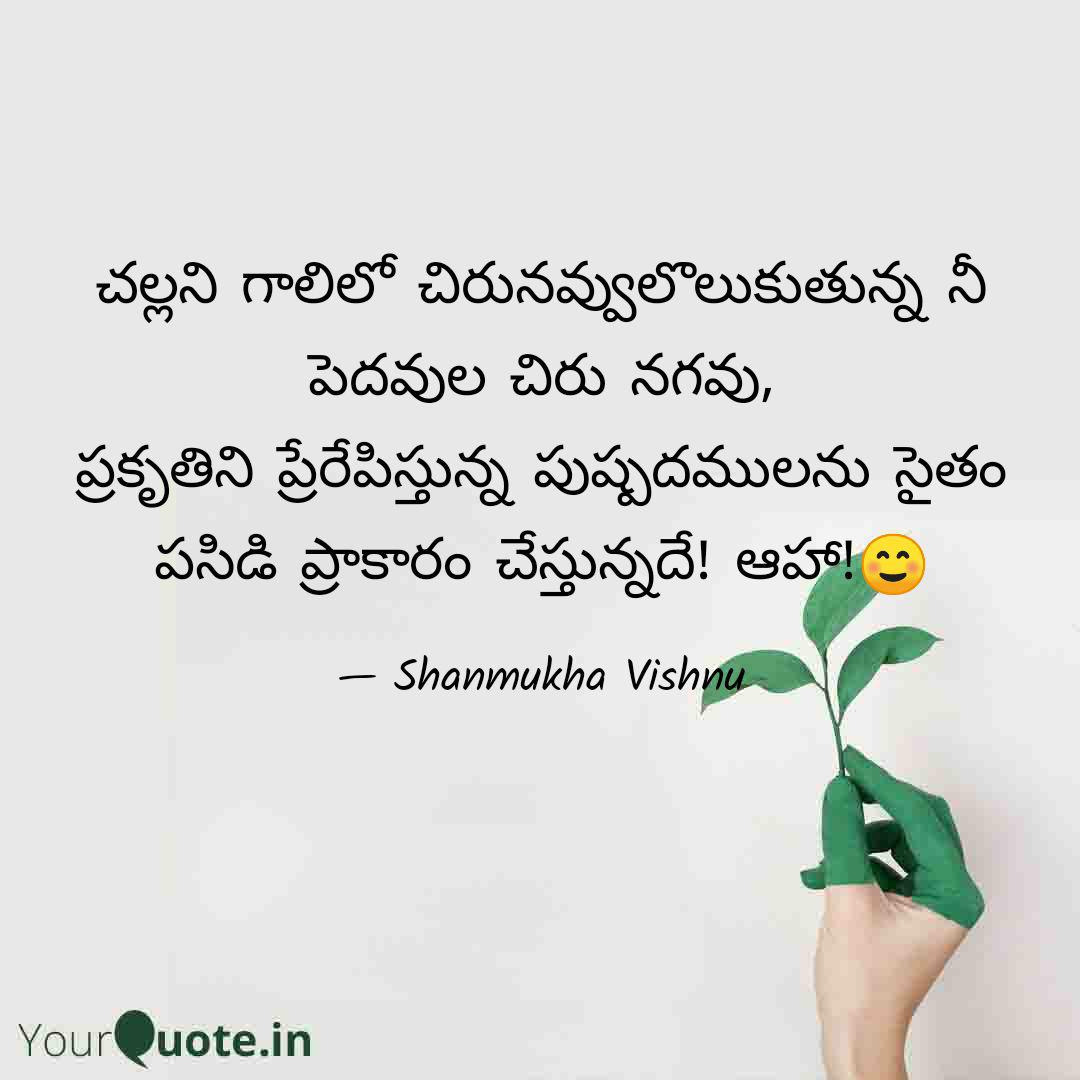 చల్లని గాలిలో చిరునవ్వులొలుకుతున్న నీ
పెదవుల చిరు నగవు,
ప్రకృతిని ప్రేరేపిస్తున్న పుష్పదములను సైతం
పసిడి ప్రాకారం చేస్తున్నదే! ఆహా!😊
— Shanmukha Vishnu
YourQuote.in